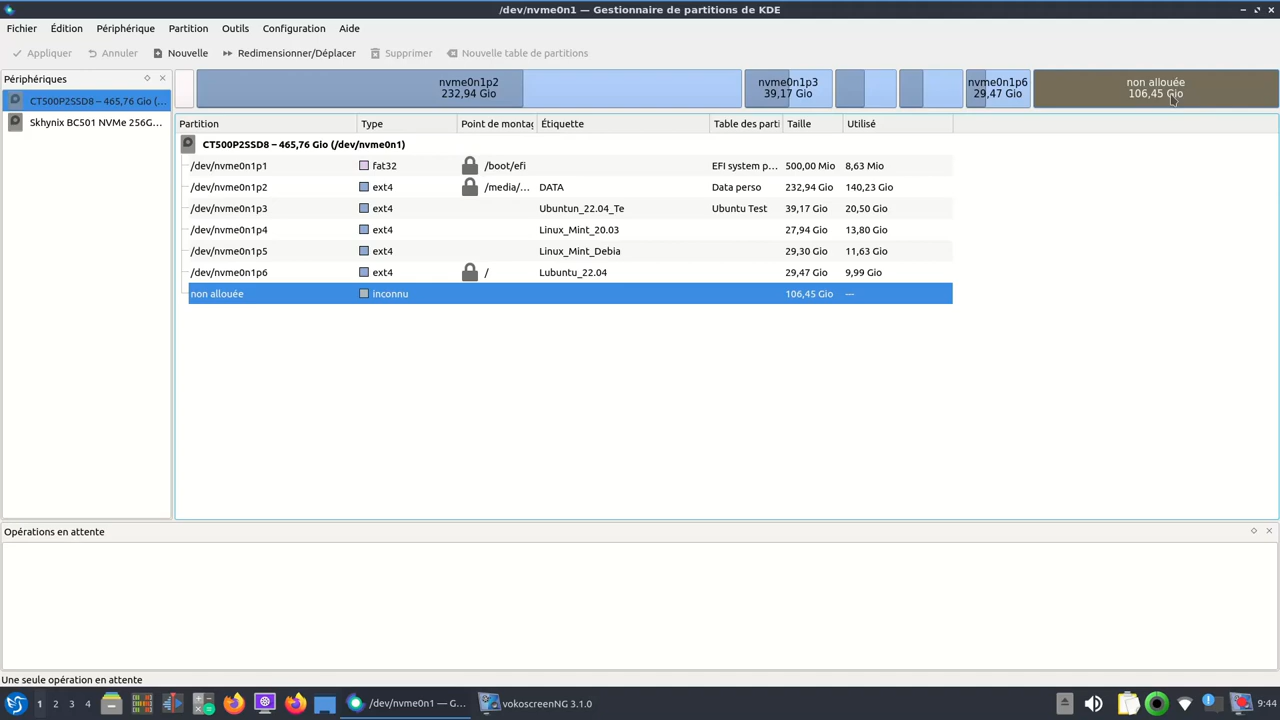 /dev/nvme0n1 — Gestionnaire de partitions de KDE
Fichier Édition Périphérique Partition Outils Configuration Aide
Appliquer Annuler Nouvelle Redimensionner/Déplacer Supprimer Nouvelle table de partitions
Périphériques
CT500P2SSD8 – 465,76 Gio (…
Skhynix BC501 NVMe 256G…
nvme0n1p2
232,94 Gio
nvme0n1p3
39,17 Gio
nvme0n1p6
29,47 Gio
non allouée
106,45 Gio
Partition Type Point de montag Étiquette Table des parti Taille Utilisé
CT500P2SSD8 – 465,76 Gio (/dev/nvme0n1)
/dev/nvme0n1p1 fat32 /boot/efi EFI system p… 500,00 Mio 8,63 Mio
/dev/nvme0n1p2 ext4 /media/… DATA Data perso 232,94 Gio 140,23 Gio
/dev/nvme0n1p3 ext4 Ubuntun_22.04_Te Ubuntu Test 39,17 Gio 20,50 Gio
/dev/nvme0n1p4 ext4 Linux_Mint_20.03 27,94 Gio 13,80 Gio
/dev/nvme0n1p5 ext4 Linux_Mint_Debia 29,30 Gio 11,63 Gio
/dev/nvme0n1p6 ext4 / Lubuntu_22.04 29,47 Gio 9,99 Gio
non allouée inconnu 106,45 Gio ---
Opérations en attente
Une seule opération en attente
1 2 3 4 /dev/nvme0n1 — G… vokoscreenNG 3.1.0 9:44